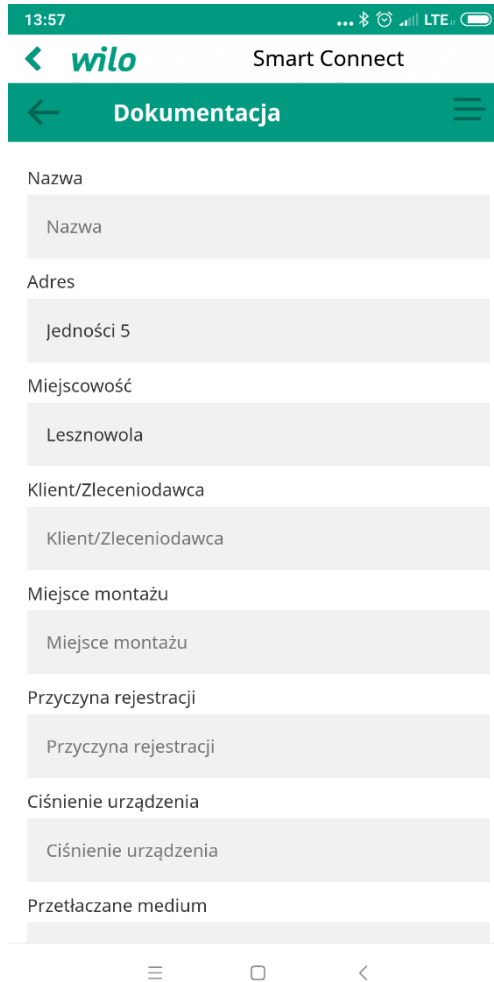 13:57
LTE
wilo
Smart Connect
Dokumentacja
Nazwa
Nazwa
Adres
Jedności 5
Miejscowość
Lesznowola
Klient/Zleceniodawca
Klient/Zleceniodawca
Miejsce montażu
Miejsce montażu
Przyczyna rejestracji
Przyczyna rejestracji
Ciśnienie urządzenia
Ciśnienie urządzenia
Przetłaczane medium